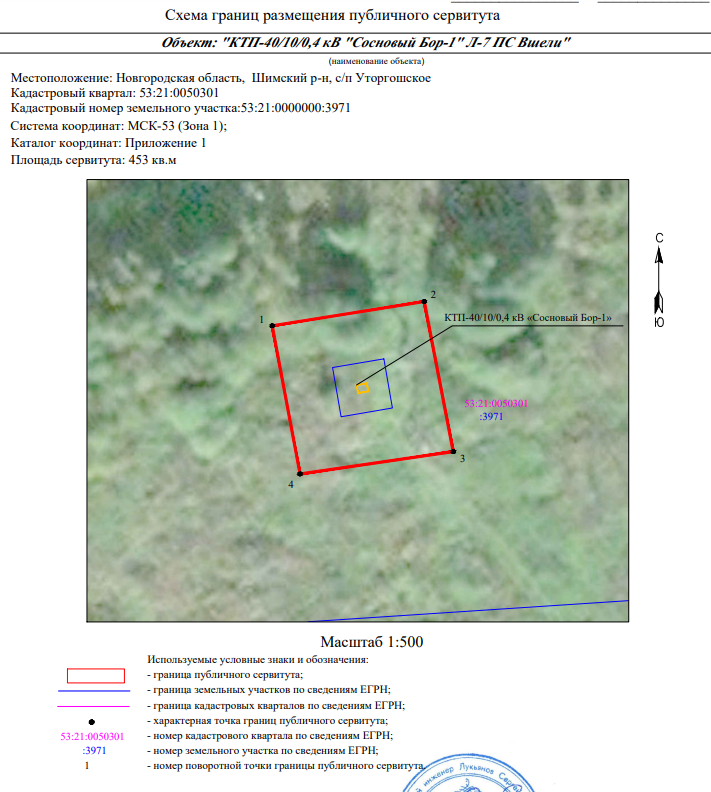 Схема границ размещения публичного сервитута
Объект: "КТП-40/10/0,4 кВ "Сосновый Бор-1" Л-7 ПС Вшели"
(наименование объекта)
Местоположение: Новгородская область, Шимский р-н, с/п Уторгошское
Кадастровый квартал: 53:21:0050301
Кадастровый номер земельного участка:53:21:0000000:3971
Система координат: МСК-53 (Зона 1);
Каталог координат: Приложение 1
Площадь сервитута: 453 кв.м
С
2
1
КТП-40/10/0,4 кВ «Сосновый Бор-1»
Ю
53:21:0050301
:3971
3
4
Масштаб 1:500
Используемые условные знаки и обозначения:
- граница публичного сервитута;
- граница земельных участков по сведениям ЕГРН;
- граница кадастровых кварталов по сведениям ЕГРН;
- характерная точка границ публичного сервитута;
53:21:0050301 - номер кадастрового квартала по сведениям ЕГРН;
:3971 - номер земельного участка по сведениям ЕГРН;
1 - номер поворотной точки границы публичного сервитута.
инженер Лукьянов